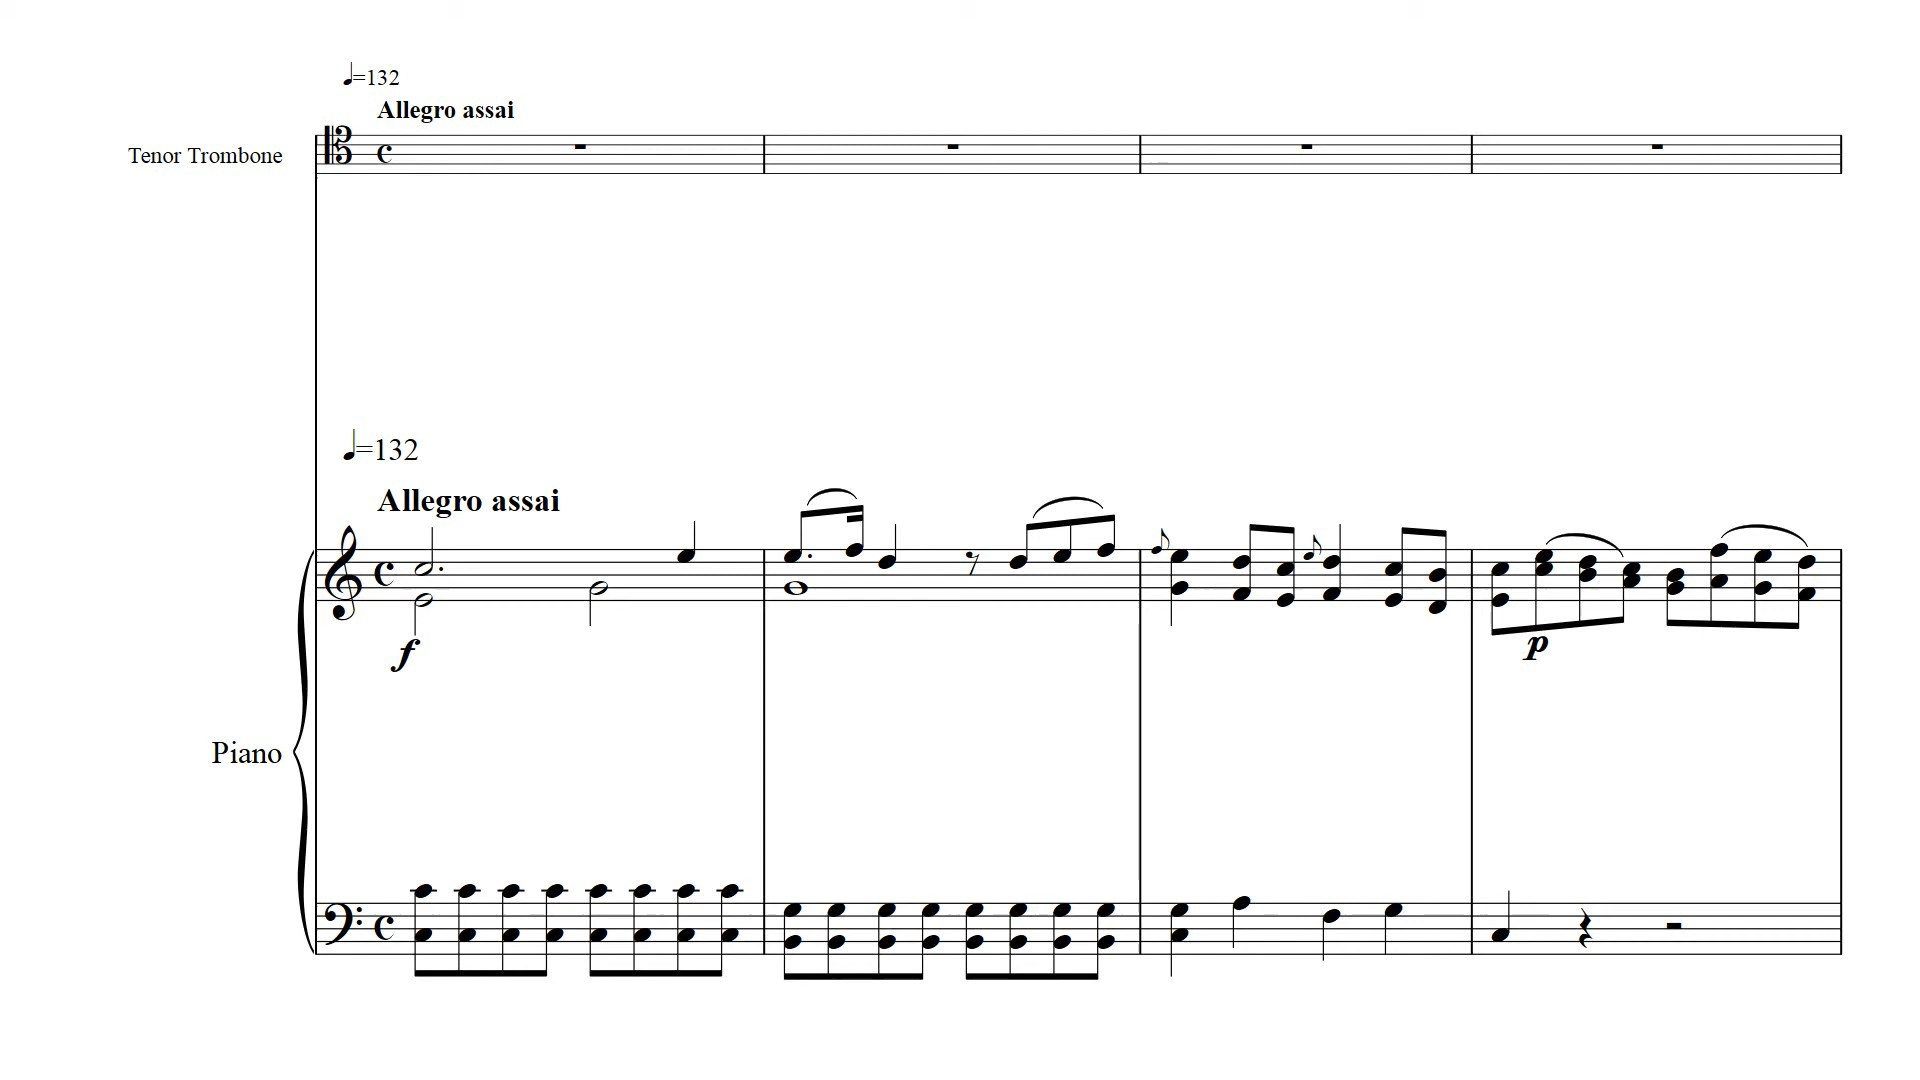 ♩=132
Allegro assai
Tenor Trombone
♩=132
Allegro assai
f
p
Piano